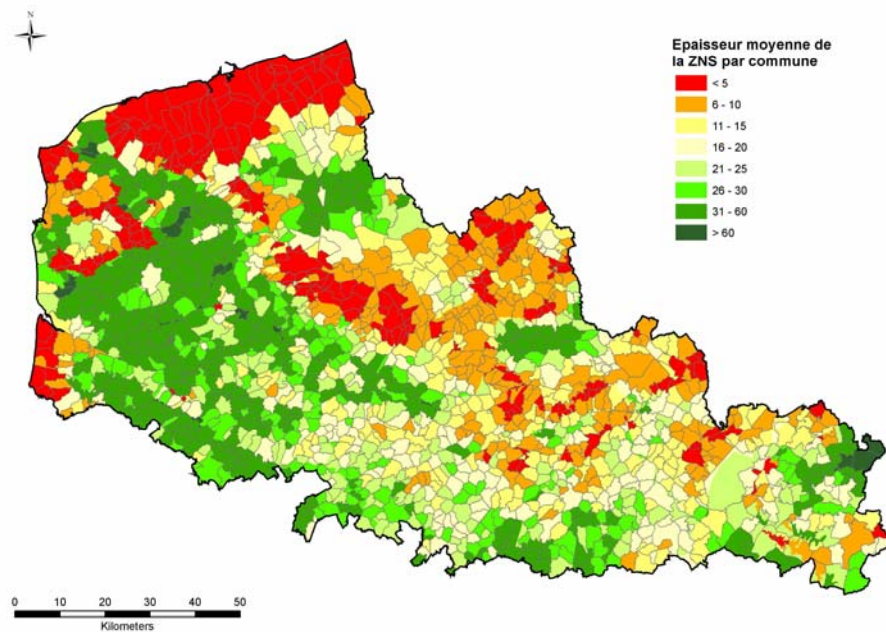 N
Epaisseur moyenne de
la ZNS par commune
< 5
6 - 10
11 - 15
16 - 20
21 - 25
26 - 30
31 - 60
> 60
0 10 20 30 40 50
Kilometers